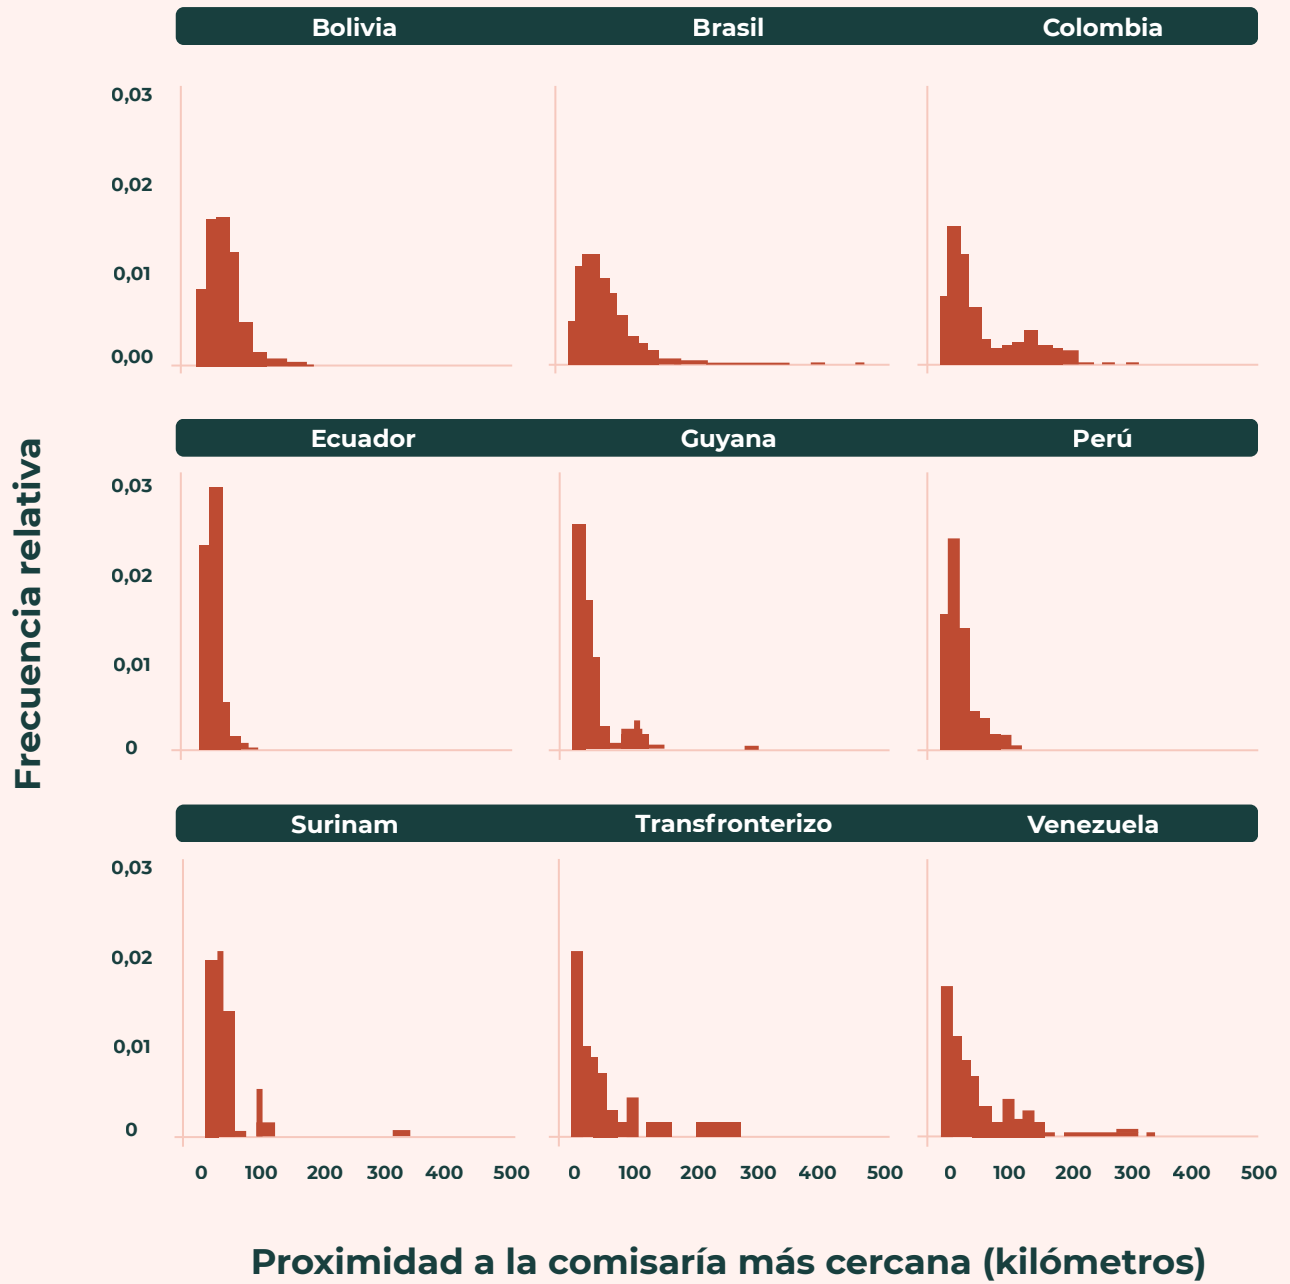 Bolivia Brasil Colombia
0,03
0,02
0,01
0,00
Ecuador Guyana Perú
0,03
0,02
0,01
0
Surinam Transfronterizo Venezuela
0,03
0,02
0,01
0
0 100 200 300 400 500 0 100 200 300 400 500 0 100 200 300 400 500
Frecuencia relativa
Proximidad a la comisaría más cercana (kilómetros)